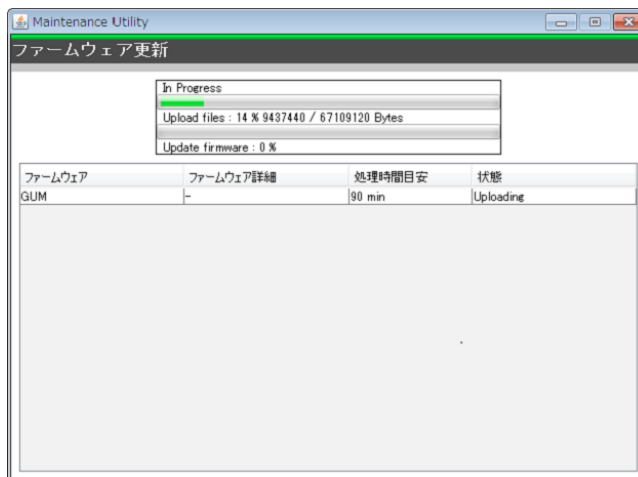 Maintenance Utility
ファームウェア更新
In Progress
Upload files : 14 % 9437440 / 67109120 Bytes
Update firmware : 0 %
ファームウェア ファームウェア詳細 処理時間目安 状態
GUM - 90 min Uploading